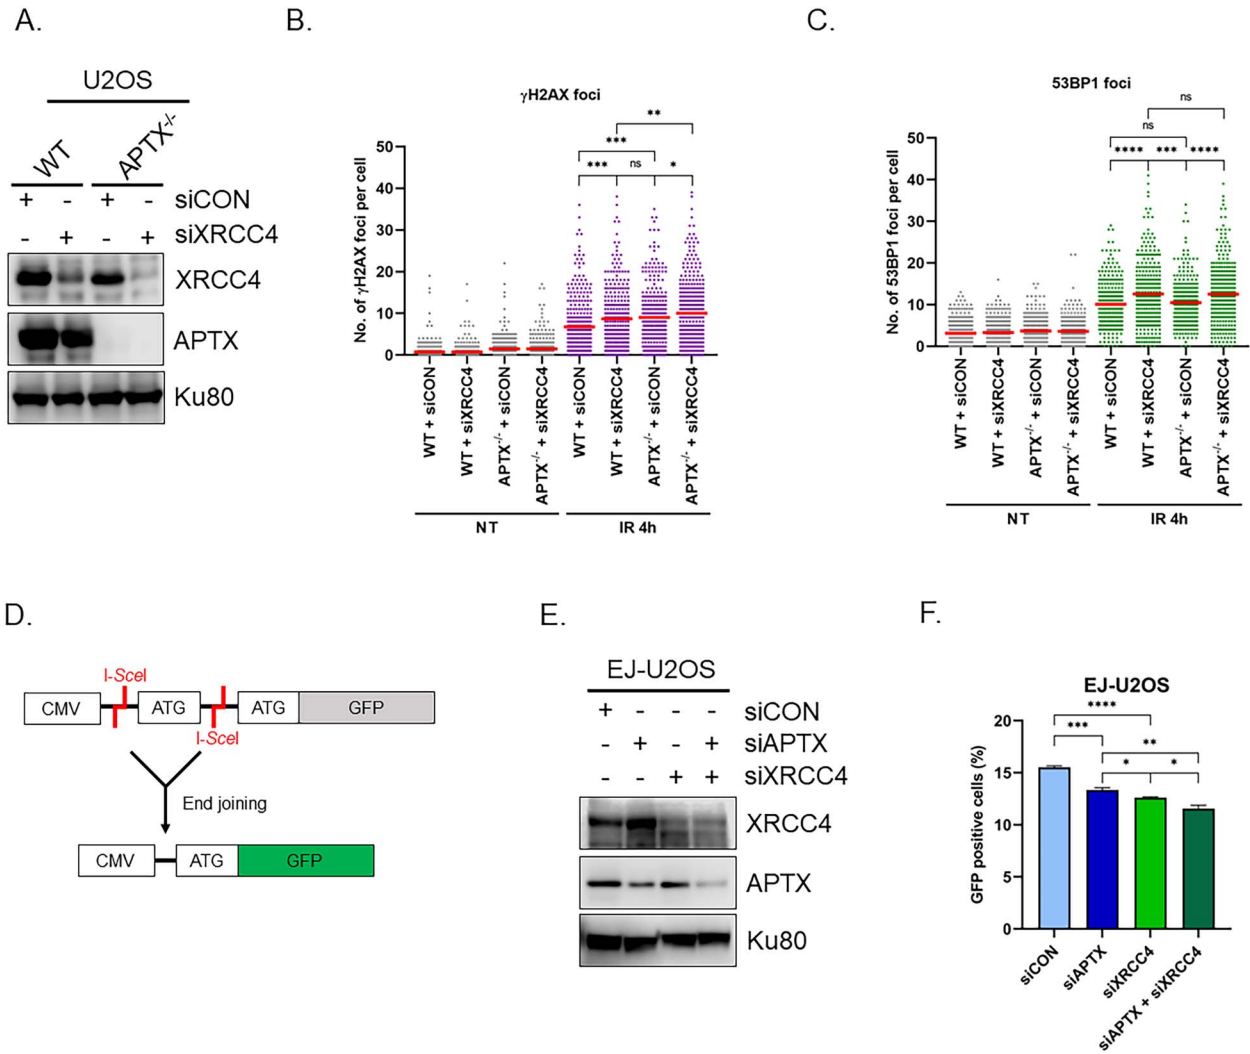 A.
U2OS
WT APTX-/-
+ - + - siCON
- + - + siXRCC4
XRCC4
APTX
Ku80
B.
γH2AX foci
**
***
*** ns *
No. of γH2AX foci per cell
50
40
30
20
10
0
WT + siCON
WT + siXRCC4
APTX-/- + siCON
APTX-/- + siXRCC4
WT + siCON
WT + siXRCC4
APTX-/- + siCON
APTX-/- + siXRCC4
NT IR 4h
C.
53BP1 foci
ns
ns
**** *** ****
No. of 53BP1 foci per cell
50
40
30
20
10
0
WT + siCON
WT + siXRCC4
APTX-/- + siCON
APTX-/- + siXRCC4
WT + siCON
WT + siXRCC4
APTX-/- + siCON
APTX-/- + siXRCC4
NT IR 4h
D.
I-SceI
CMV ATG ATG GFP
I-SceI
End joining
CMV ATG GFP
E.
EJ-U2OS
+ - - - siCON
- + - + siAPTX
- - + + siXRCC4
XRCC4
APTX
Ku80
F.
EJ-U2OS
****
***
**
* *
GFP positive cells (%)
20
15
10
5
0
siCON
siAPTX
siXRCC4
siAPTX + siXRCC4